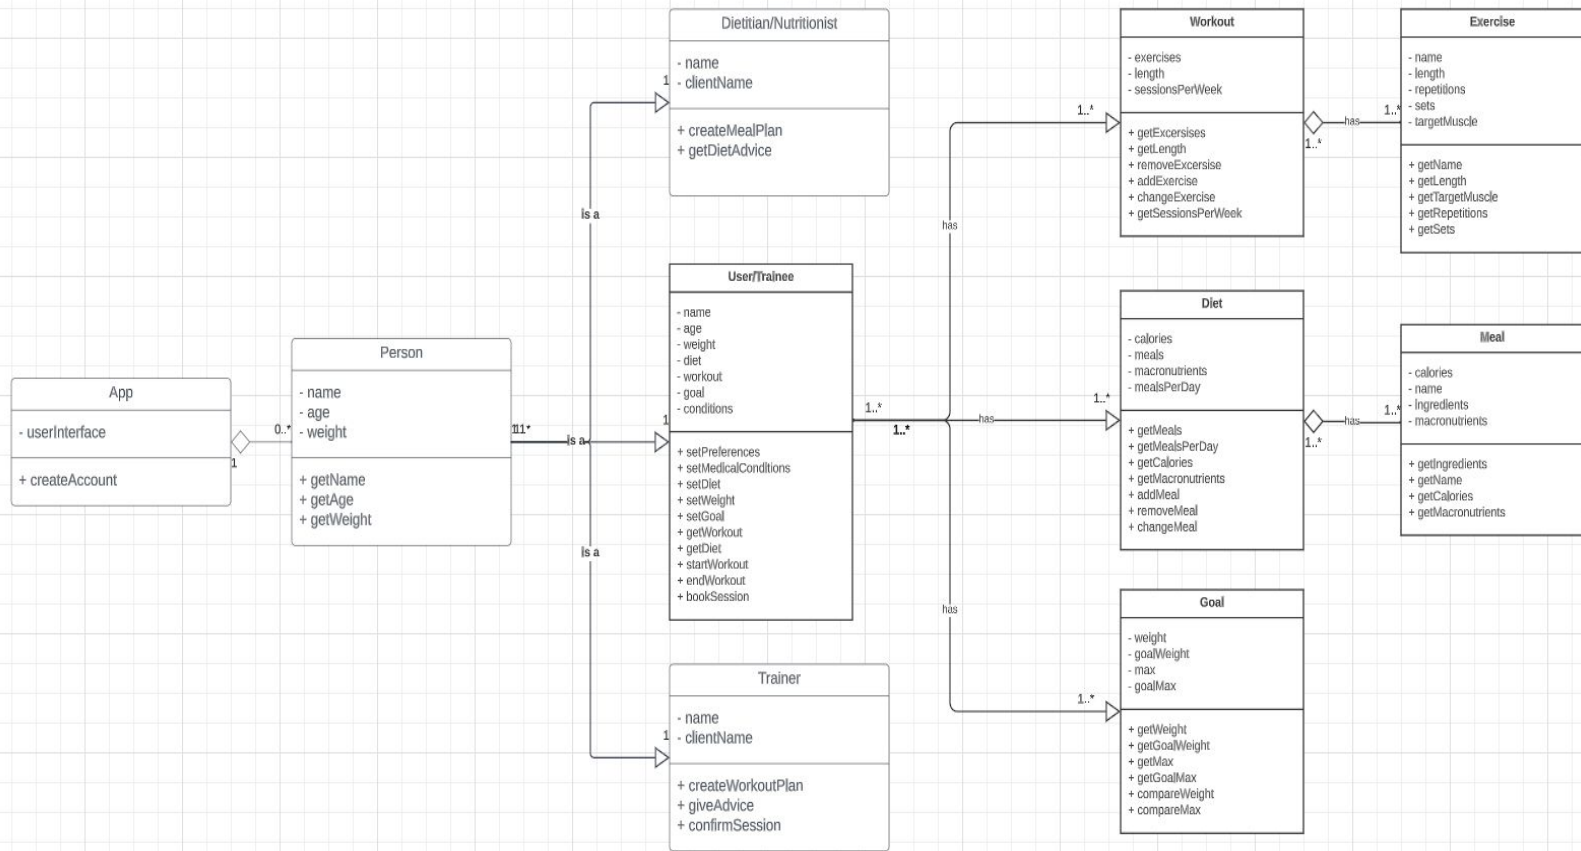 App
- userInterface
+ createAccount
1
0..*
Person
- name
- age
- weight
+ getName
+ getAge
+ getWeight
is a
is a
is a
1
Dietitian/Nutritionist
- name
- clientName
+ createMealPlan
+ getDietAdvice
1
User/Trainee
- name
- age
- weight
- diet
- workout
- goal
- conditions
+ setPreferences
+ setMedicalConditions
+ setDiet
+ setWeight
+ setGoal
+ getWorkout
+ getDiet
+ startWorkout
+ endWorkout
+ bookSession
1
Trainer
- name
- clientName
+ createWorkoutPlan
+ giveAdvice
+ confirmSession
1..*
1..*
has
has
has
1..*
Workout
- exercises
- length
- sessionsPerWeek
+ getExcersises
+ getLength
+ removeExcersise
+ addExercise
+ changeExercise
+ getSessionsPerWeek
1..*
has
1..*
Exercise
- name
- length
- repetitions
- sets
- targetMuscle
+ getName
+ getLength
+ getTargetMuscle
+ getRepetitions
+ getSets
1..*
Diet
- calories
- meals
- macronutrients
- mealsPerDay
+ getMeals
+ getMealsPerDay
+ getCalories
+ getMacronutrients
+ addMeal
+ removeMeal
+ changeMeal
1..*
has
1..*
Meal
- calories
- name
- ingredients
- macronutrients
+ getIngredients
+ getName
+ getCalories
+ getMacronutrients
1..*
Goal
- weight
- goalWeight
- max
- goalMax
+ getWeight
+ getGoalWeight
+ getMax
+ getGoalMax
+ compareWeight
+ compareMax